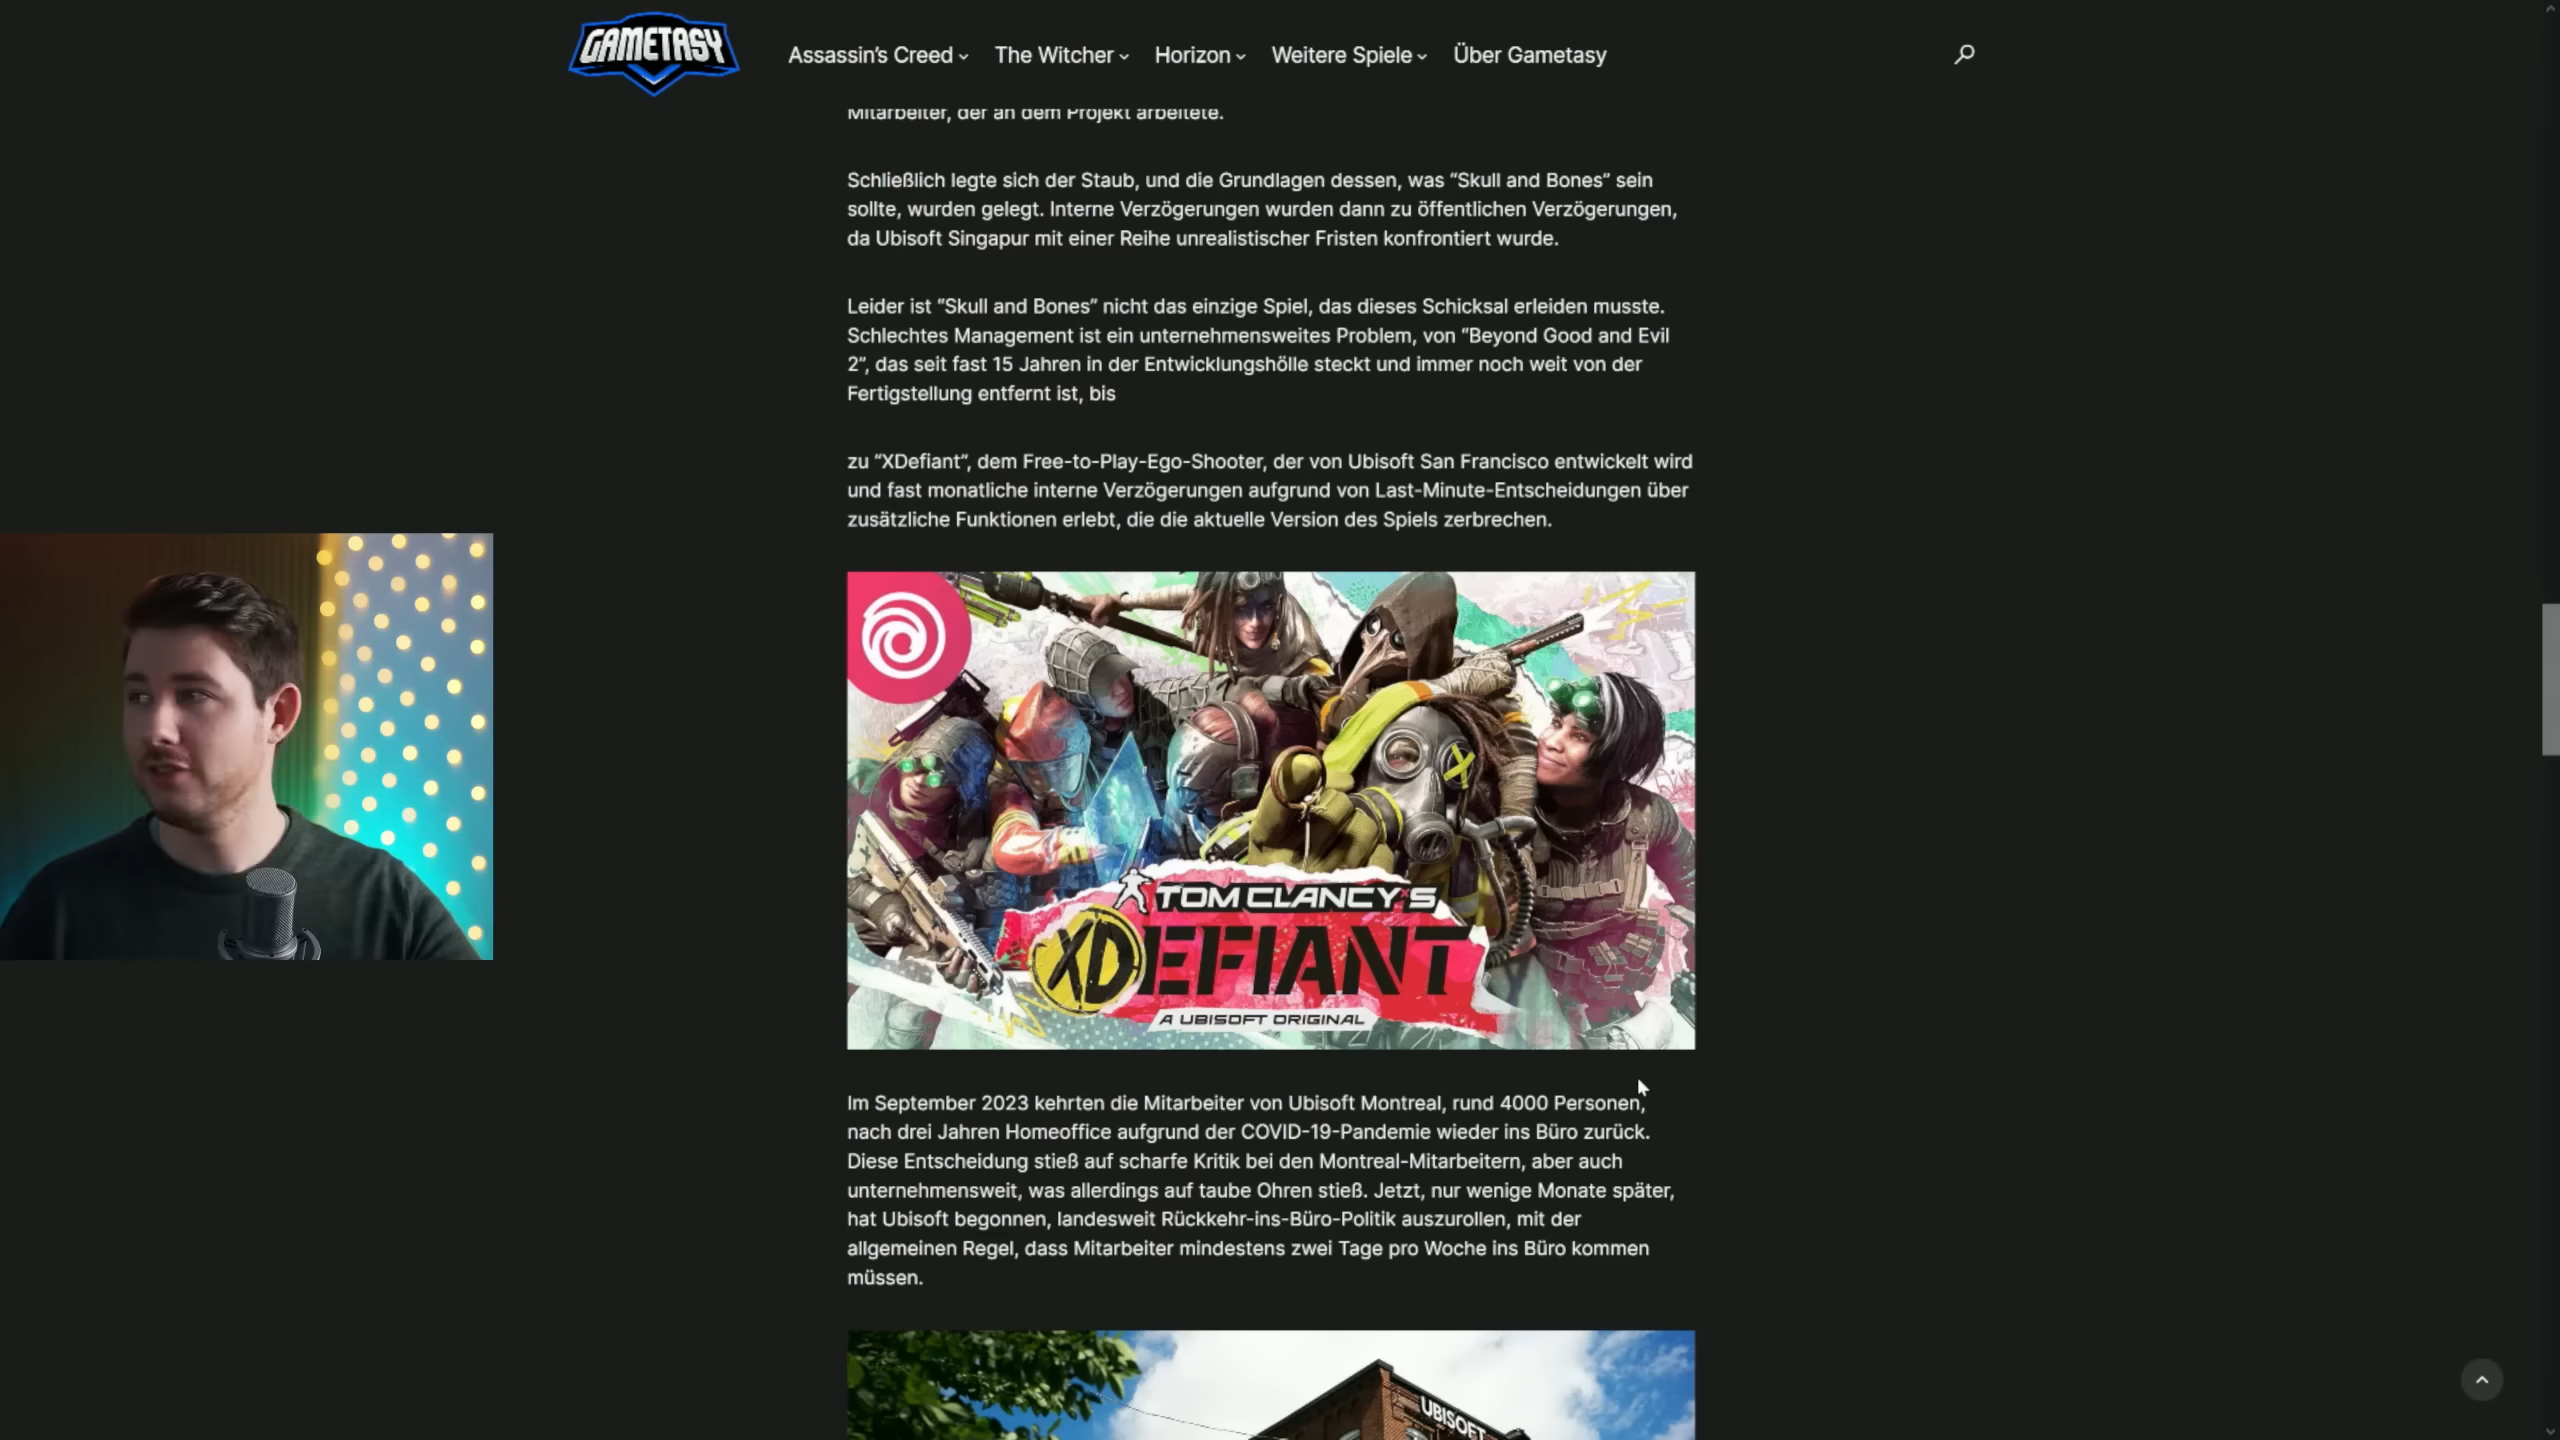 GAMETASY
Assassin's Creed
The Witcher
Horizon
Weitere Spiele
Über Gametasy
Mitarbeiter, der an dem Projekt arbeitete.
Schließlich legte sich der Staub, und die Grundlagen dessen, was “Skull and Bones” sein
sollte, wurden gelegt. Interne Verzögerungen wurden dann zu öffentlichen Verzögerungen,
da Ubisoft Singapur mit einer Reihe unrealistischer Fristen konfrontiert wurde.
Leider ist “Skull and Bones” nicht das einzige Spiel, das dieses Schicksal erleiden musste.
Schlechtes Management ist ein unternehmensweites Problem, von “Beyond Good and Evil
2”, das seit fast 15 Jahren in der Entwicklungshölle steckt und immer noch weit von der
Fertigstellung entfernt ist, bis
zu “XDefiant”, dem Free-to-Play-Ego-Shooter, der von Ubisoft San Francisco entwickelt wird
und fast monatliche interne Verzögerungen aufgrund von Last-Minute-Entscheidungen über
zusätzliche Funktionen erlebt, die die aktuelle Version des Spiels zerbrechen.
TOM CLANCY'S
XDEFIANT
A UBISOFT ORIGINAL
Im September 2023 kehrten die Mitarbeiter von Ubisoft Montreal, rund 4000 Personen,
nach drei Jahren Homeoffice aufgrund der COVID-19-Pandemie wieder ins Büro zurück.
Diese Entscheidung stieß auf scharfe Kritik bei den Montreal-Mitarbeitern, aber auch
unternehmensweit, was allerdings auf taube Ohren stieß. Jetzt, nur wenige Monate später,
hat Ubisoft begonnen, landesweit Rückkehr-ins-Büro-Politik auszurollen, mit der
allgemeinen Regel, dass Mitarbeiter mindestens zwei Tage pro Woche ins Büro kommen
müssen.
UBISOFT